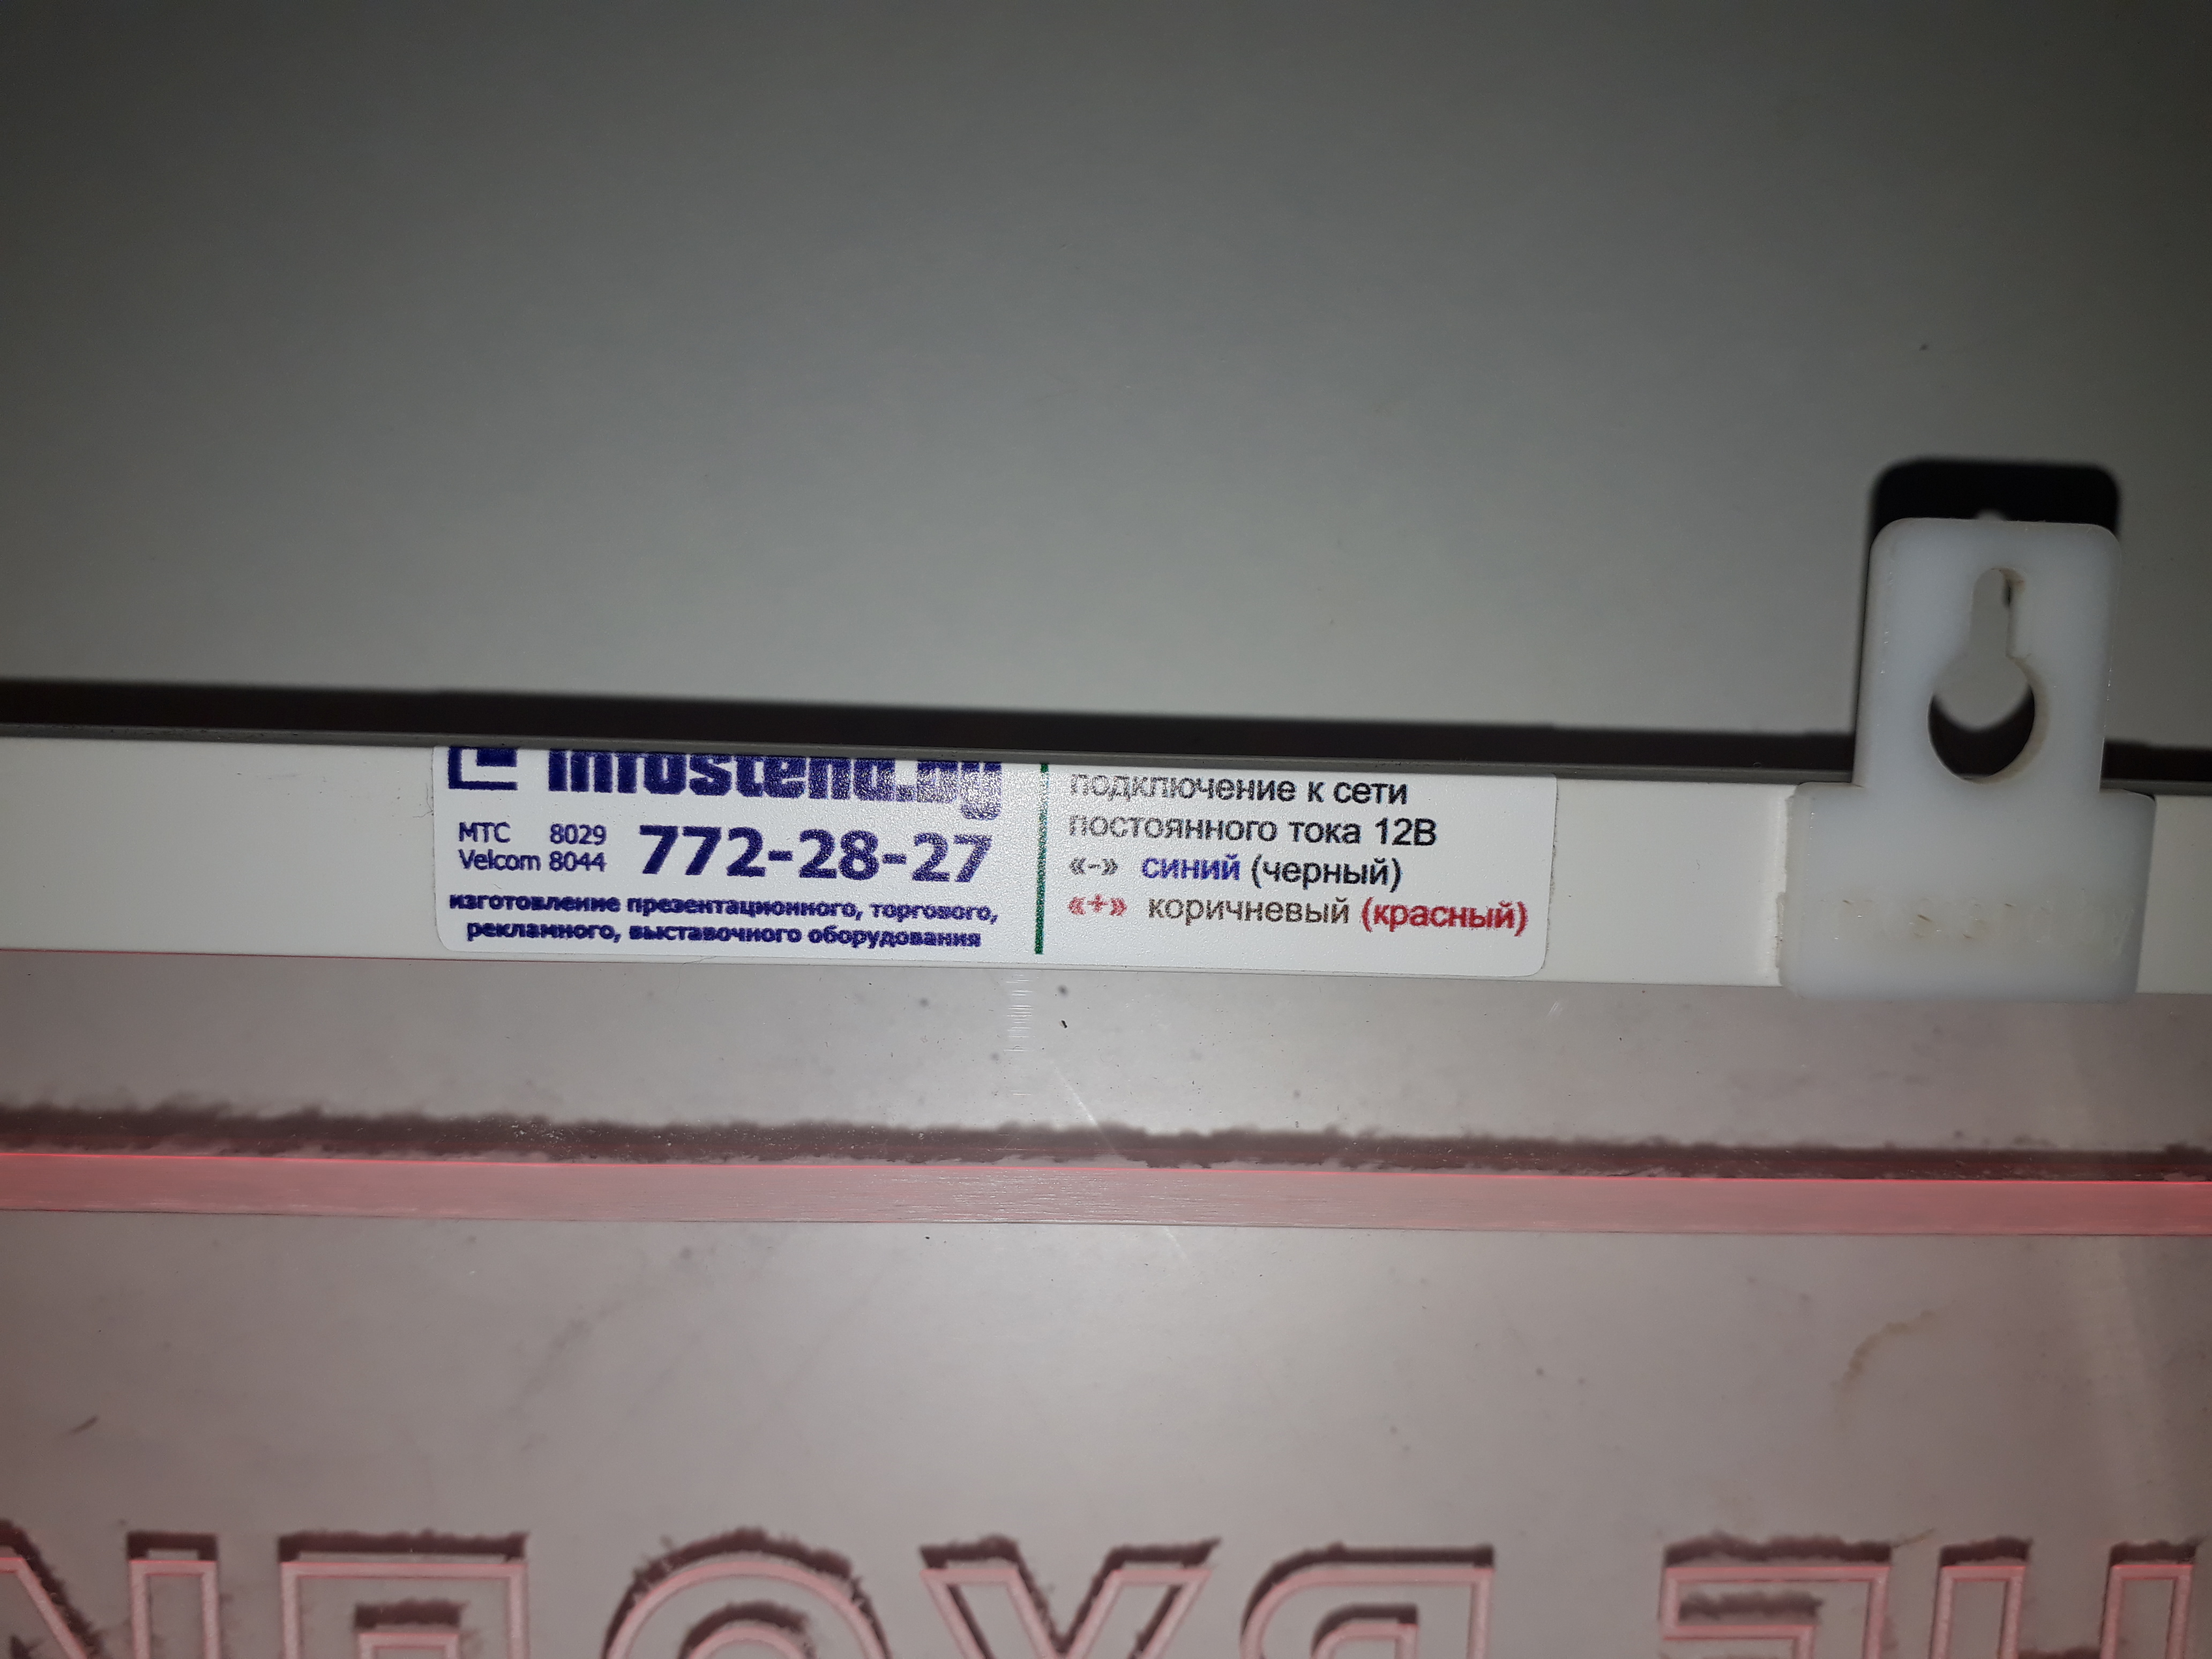 infostend.by
МТС 8029
Velcom 8044
772-28-27
изготовление презентационного, торгового,
рекламного, выставочного оборудования
подключение к сети
постоянного тока 12В
«-» синий (черный)
«+» коричневый (красный)